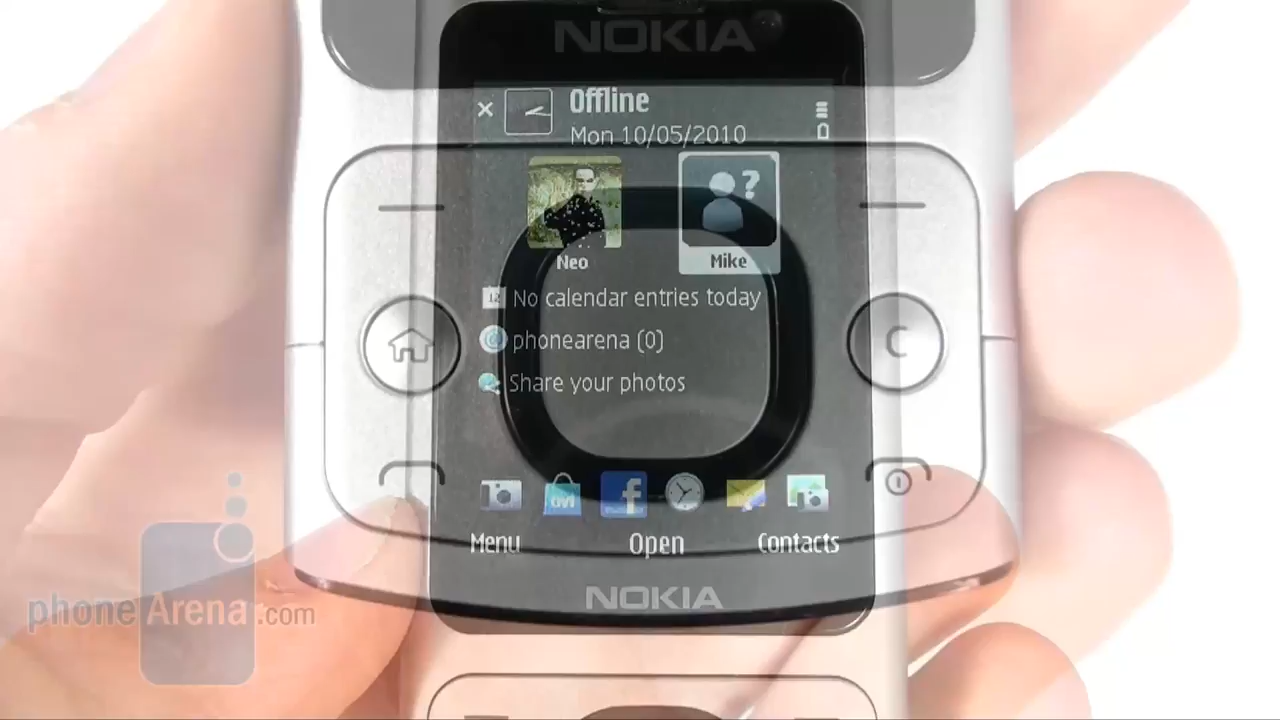 NOKIA
Offline
Mon 10/05/2010
Neo
Mike
No calendar entries today
phonearena (0)
Share your photos
C
f
Menu
Open
Contacts
NOKIA
phoneArena.com